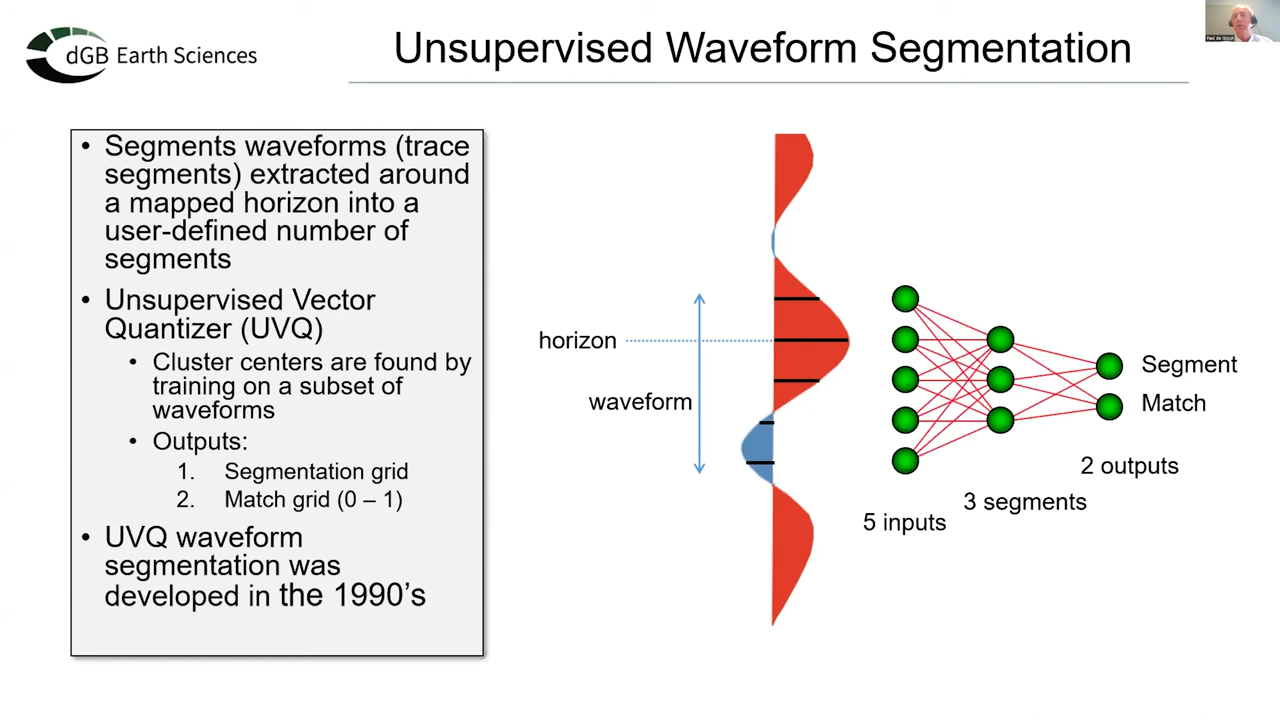 dGB Earth Sciences
Unsupervised Waveform Segmentation
Paul de Groot
• Segments waveforms (trace
segments) extracted around
a mapped horizon into a
user-defined number of
segments
• Unsupervised Vector
Quantizer (UVQ)
• Cluster centers are found by
training on a subset of
waveforms
• Outputs:
1. Segmentation grid
2. Match grid (0 – 1)
• UVQ waveform
segmentation was
developed in the 1990’s
horizon
waveform
Segment
Match
2 outputs
3 segments
5 inputs